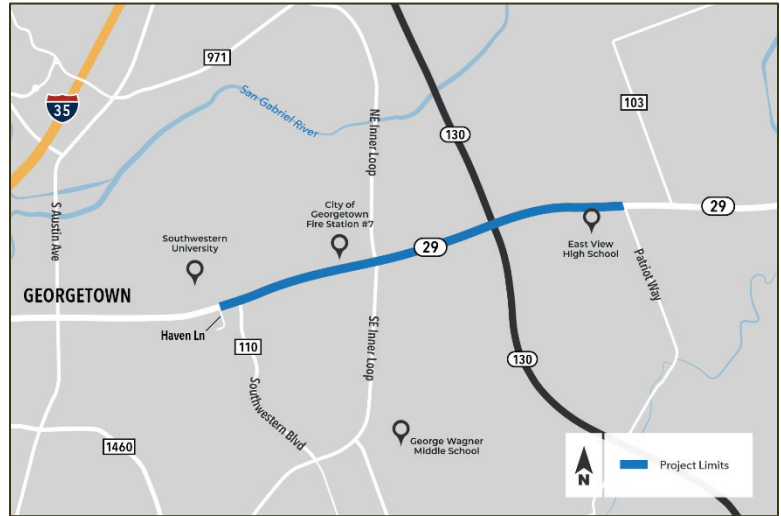 971
35
San Gabriel River
NE Inner Loop
130
103
S Austin Ave
City of
Georgetown
Fire Station #7
Southwestern
University
29
29
East View
High School
GEORGETOWN
Patriot Way
Haven Ln
110
SE Inner Loop
130
Southwestern Blvd
George Wagner
Middle School
1460
N
Project Limits